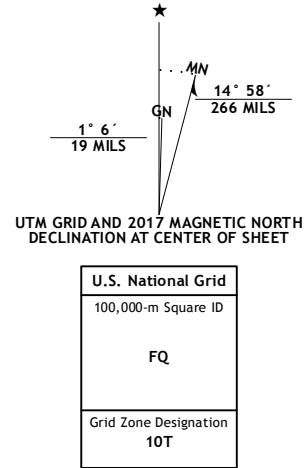 ★
MN
GN
14° 58´
266 MILS
1° 6´
19 MILS
UTM GRID AND 2017 MAGNETIC NORTH
DECLINATION AT CENTER OF SHEET
U.S. National Grid
100,000-m Square ID
FQ
Grid Zone Designation
10T